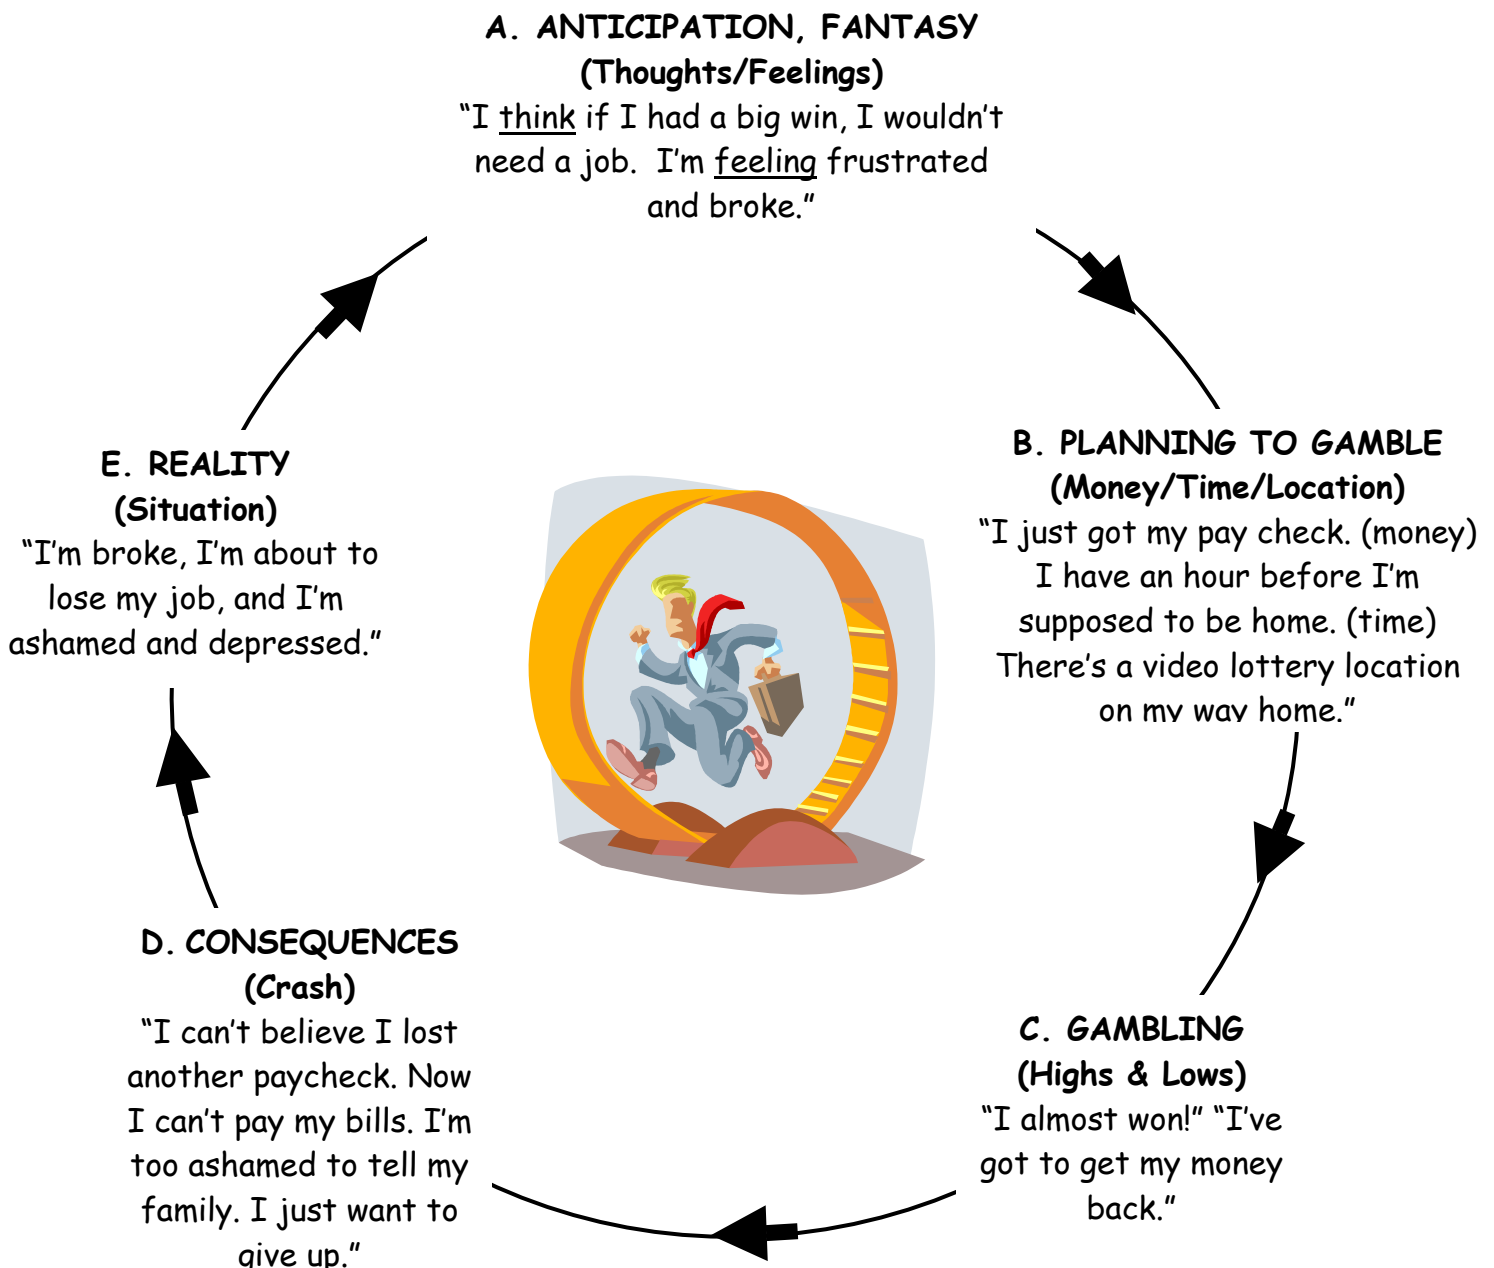 A. ANTICIPATION, FANTASY
(Thoughts/Feelings)
“I think if I had a big win, I wouldn’t
need a job.  I’m feeling frustrated
and broke.”
B. PLANNING TO GAMBLE
(Money/Time/Location)
“I just got my pay check. (money)
I have an hour before I’m
supposed to be home. (time)
There’s a video lottery location
on my way home.”
C. GAMBLING
(Highs & Lows)
“I almost won!” “I’ve
got to get my money
back.”
D. CONSEQUENCES
(Crash)
“I can’t believe I lost
another paycheck. Now
I can’t pay my bills. I’m
too ashamed to tell my
family. I just want to
give up.”
E. REALITY
(Situation)
“I’m broke, I’m about to
lose my job, and I’m
ashamed and depressed.”